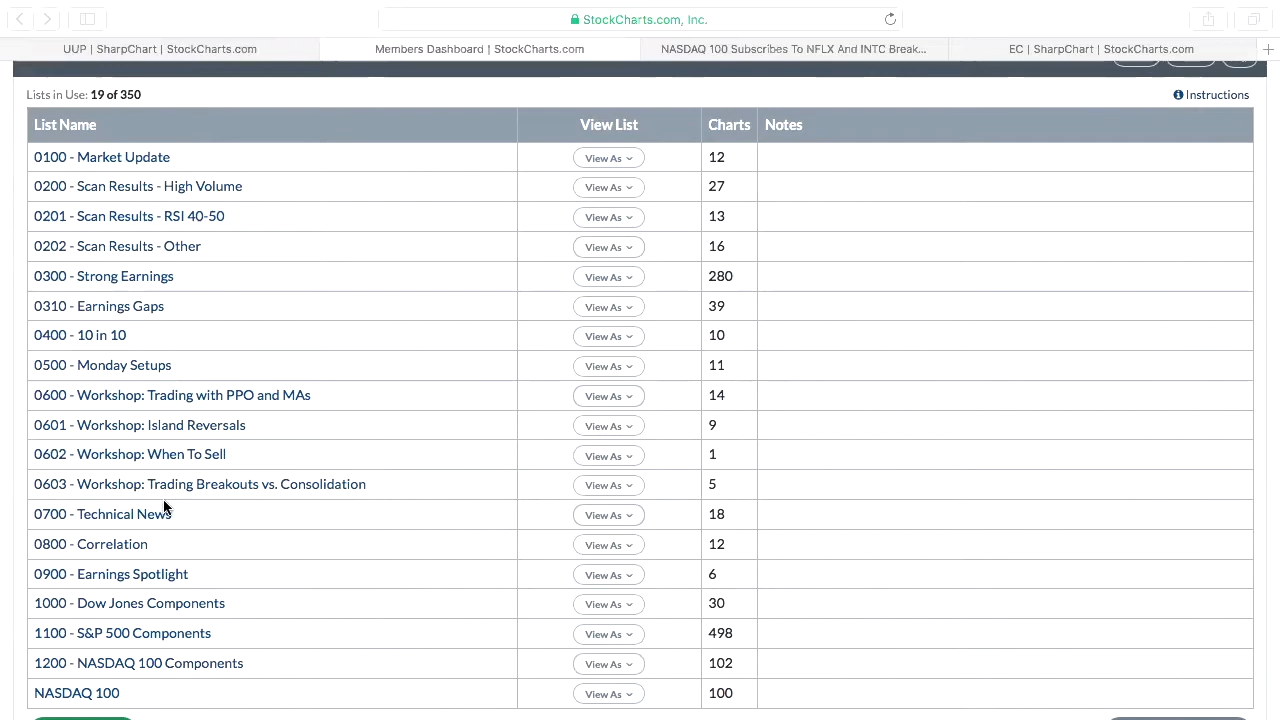 StockCharts.com, Inc.
UUP | SharpChart | StockCharts.com
Members Dashboard | StockCharts.com
NASDAQ 100 Subscribes To NFLX And INTC Break...
EC | SharpChart | StockCharts.com
Lists in Use: 19 of 350
Instructions
List Name View List Charts Notes
0100 - Market Update View As 12
0200 - Scan Results - High Volume View As 27
0201 - Scan Results - RSI 40-50 View As 13
0202 - Scan Results - Other View As 16
0300 - Strong Earnings View As 280
0310 - Earnings Gaps View As 39
0400 - 10 in 10 View As 10
0500 - Monday Setups View As 11
0600 - Workshop: Trading with PPO and MAs View As 14
0601 - Workshop: Island Reversals View As 9
0602 - Workshop: When To Sell View As 1
0603 - Workshop: Trading Breakouts vs. Consolidation View As 5
0700 - Technical News View As 18
0800 - Correlation View As 12
0900 - Earnings Spotlight View As 6
1000 - Dow Jones Components View As 30
1100 - S&P 500 Components View As 498
1200 - NASDAQ 100 Components View As 102
NASDAQ 100 View As 100